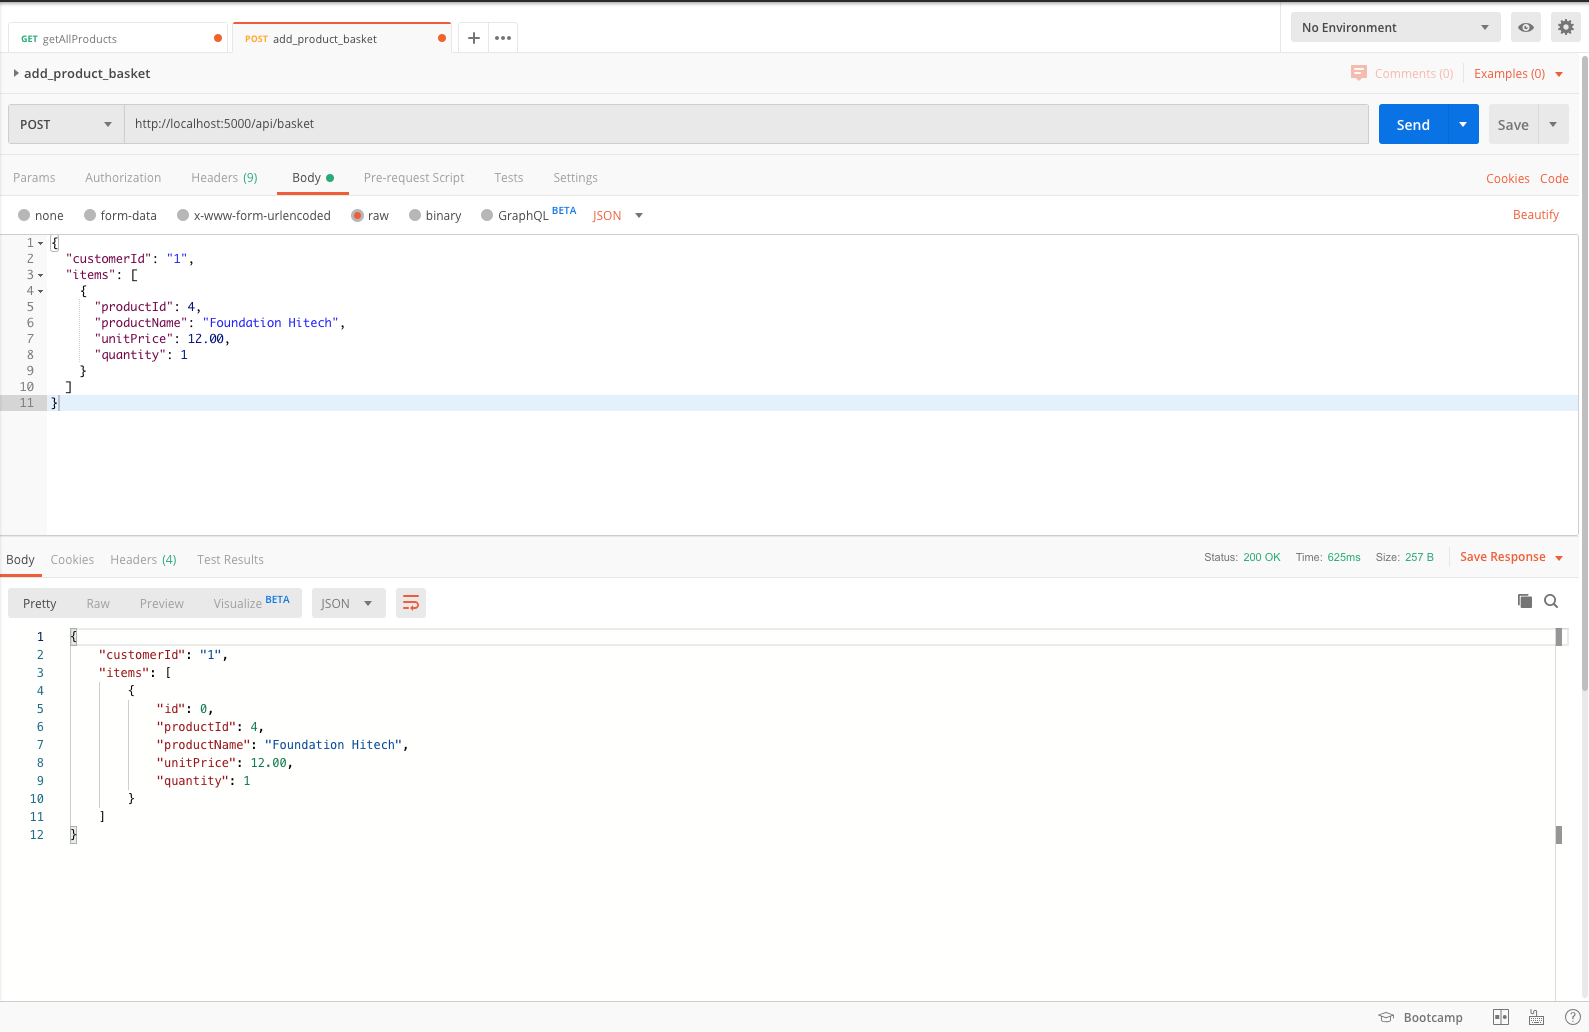 GET getAllProducts
POST add_product_basket
No Environment
add_product_basket
Comments (0)
Examples (0)
POST
http://localhost:5000/api/basket
Send
Save
Params
Authorization
Headers (9)
Body
Pre-request Script
Tests
Settings
Cookies
Code
none
form-data
x-www-form-urlencoded
raw
binary
GraphQL BETA
JSON
Beautify
1 {
2 "customerId": "1",
3 "items": [
4 {
5 "productId": 4,
6 "productName": "Foundation Hitech",
7 "unitPrice": 12.00,
8 "quantity": 1
9 }
10 ]
11 }
Body
Cookies
Headers (4)
Test Results
Status: 200 OK
Time: 625ms
Size: 257 B
Save Response
Pretty
Raw
Preview
Visualize BETA
JSON
1 {
2 "customerId": "1",
3 "items": [
4 {
5 "id": 0,
6 "productId": 4,
7 "productName": "Foundation Hitech",
8 "unitPrice": 12.00,
9 "quantity": 1
10 }
11 ]
12 }
Bootcamp